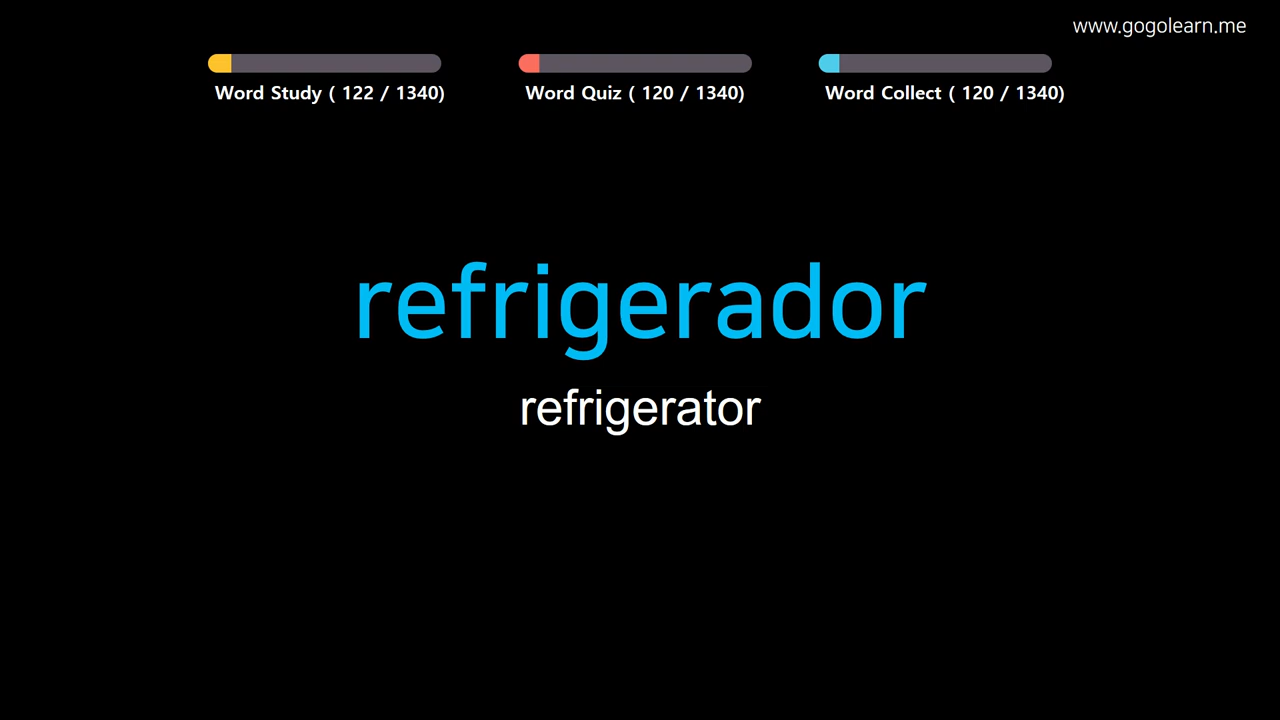 www.gogolearn.me
Word Study ( 122 / 1340)
Word Quiz ( 120 / 1340)
Word Collect ( 120 / 1340)
refrigerador
refrigerator